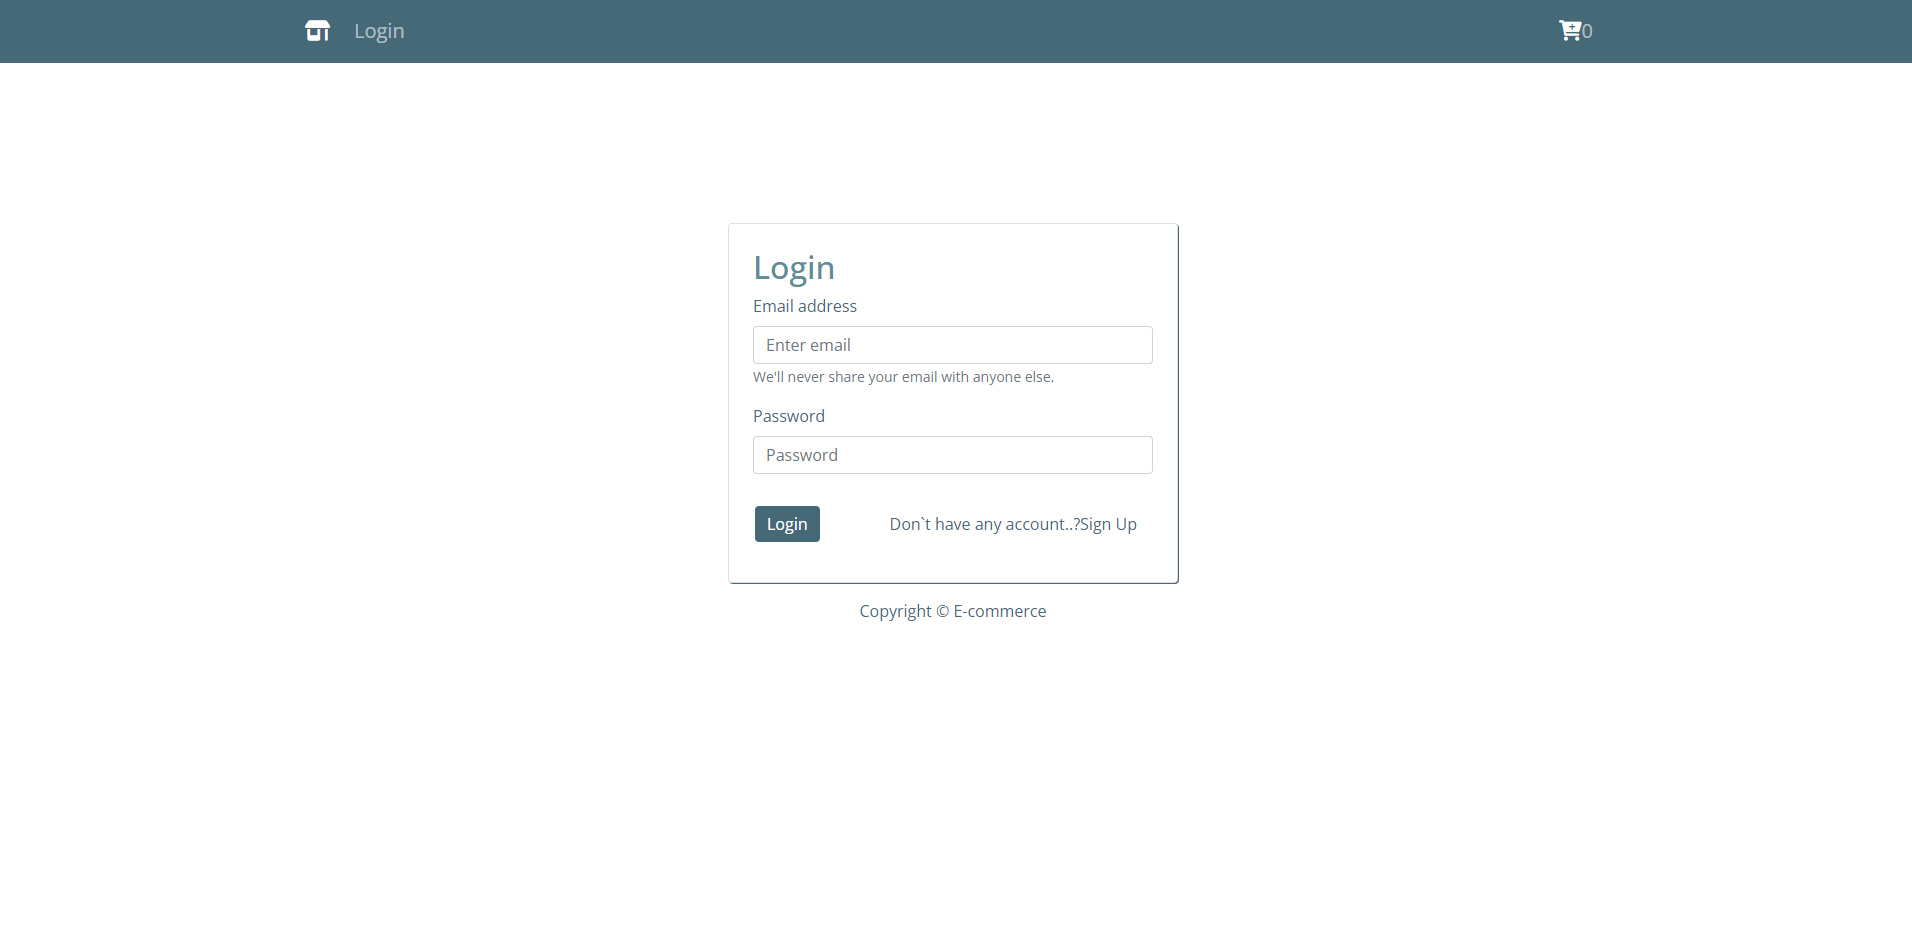 Login
0
Login
Email address
Enter email
We'll never share your email with anyone else.
Password
Password
Login
Don`t have any account..?Sign Up
Copyright © E-commerce